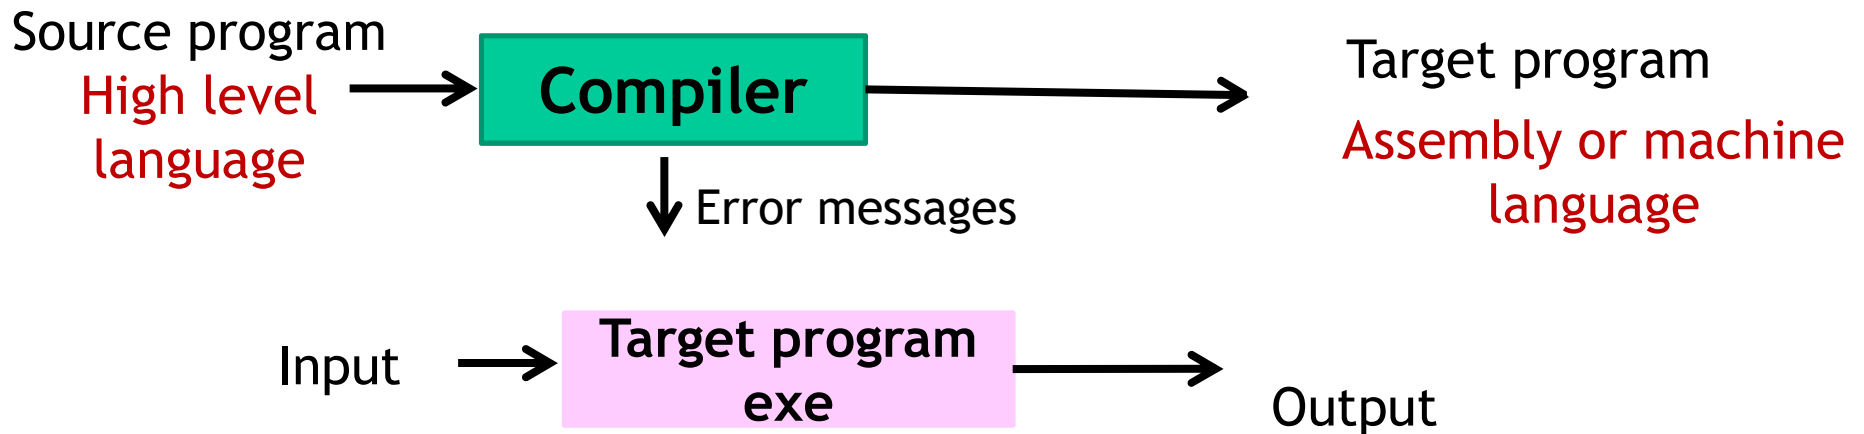 Source program
High level
language
Compiler
Target program
Assembly or machine
language
Error messages
Input
Target program
exe
Output